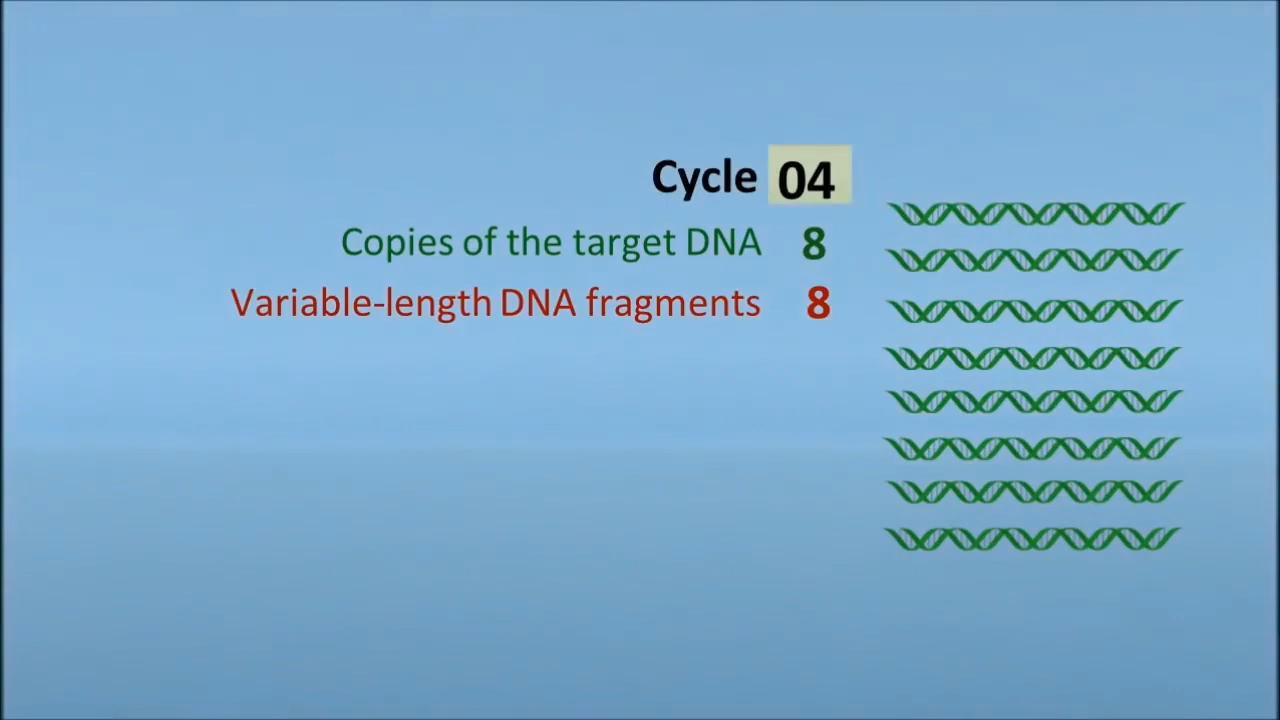 Cycle 04
Copies of the target DNA 8
Variable-length DNA fragments 8